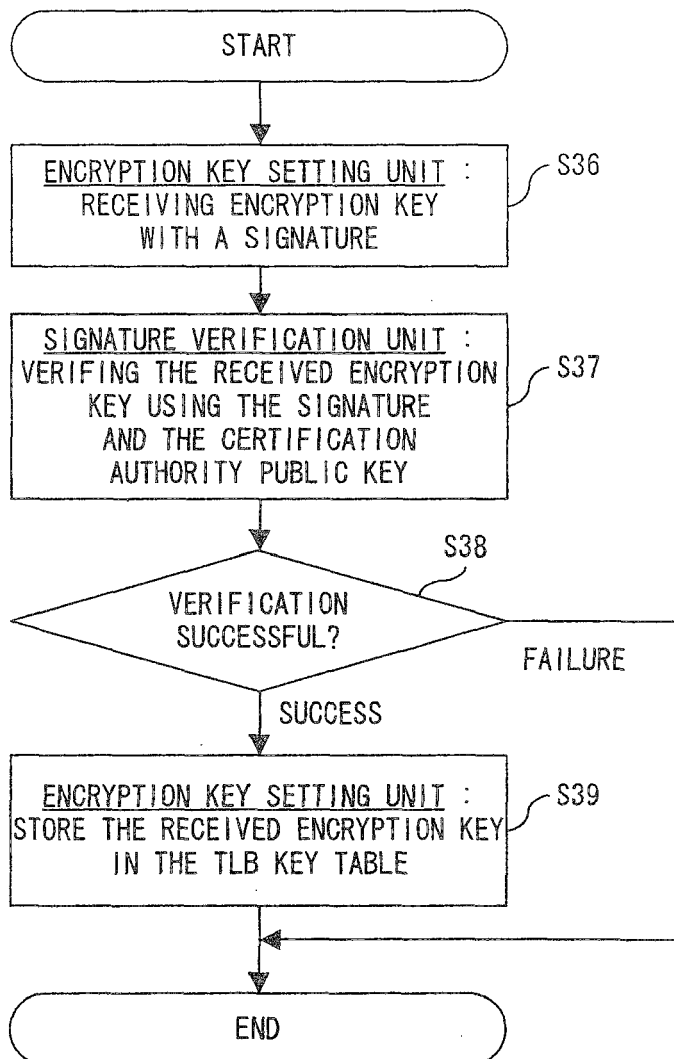 START
ENCRYPTION KEY SETTING UNIT :
RECEIVING ENCRYPTION KEY
WITH A SIGNATURE
S36
SIGNATURE VERIFICATION UNIT :
VERIFING THE RECEIVED ENCRYPTION
KEY USING THE SIGNATURE
AND THE CERTIFICATION
AUTHORITY PUBLIC KEY
S37
S38
VERIFICATION
SUCCESSFUL?
FAILURE
SUCCESS
ENCRYPTION KEY SETTING UNIT :
STORE THE RECEIVED ENCRYPTION KEY
IN THE TLB KEY TABLE
S39
END